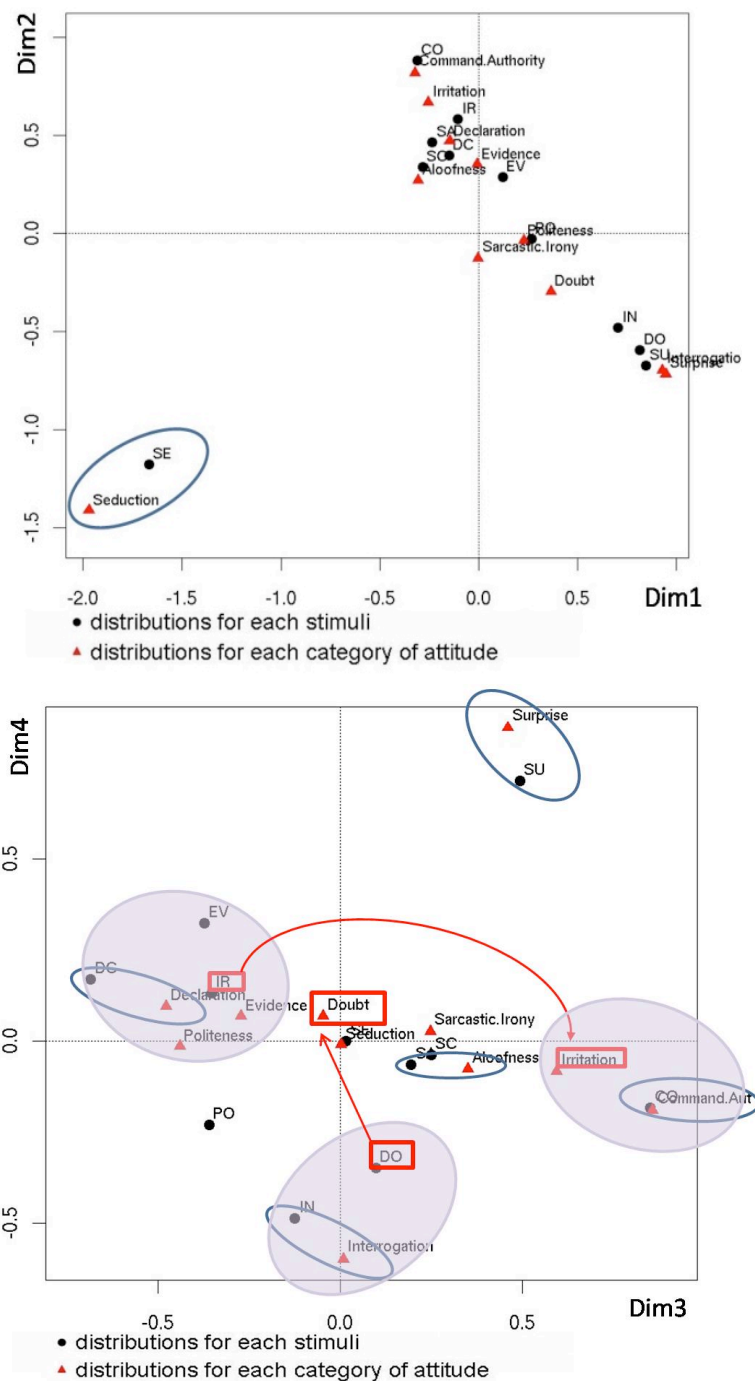 Dim2
CO
Command.Authority
Irritation
IR
SA
Declaration
DC
SC
Evidence
Aloofness
EV
0.5
PO
Politeness
0.0
Sarcastic.Irony
Doubt
IN
-0.5
DO
SU
Interrogatio
Surprise
-1.0
SE
Seduction
-1.5
-2.0 -1.5 -1.0 -0.5 0.0 0.5 Dim1
● distributions for each stimuli
▲ distributions for each category of attitude
Dim4
Surprise
SU
0.5
EV
DC
IR
Declaration
Evidence
Doubt
Politeness
SE
Seduction
Sarcastic.Irony
SC
Aloofness
Irritation
0.0
CO
Command.Aut
PO
DO
IN
-0.5
Interrogation
-0.5 0.0 0.5 Dim3
● distributions for each stimuli
▲ distributions for each category of attitude